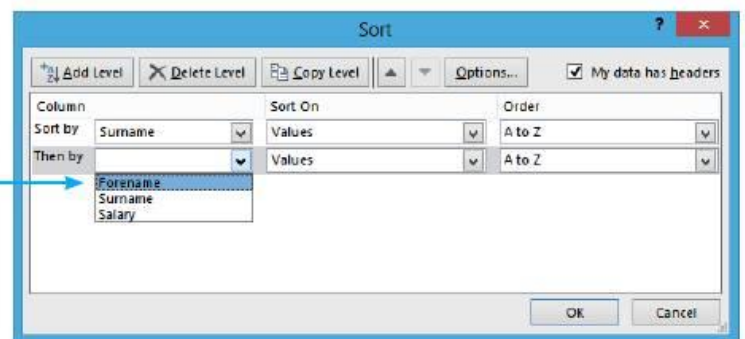 Sort
?
Add Level Delete Level Copy Level Options... My data has headers
Column Sort On Order
Sort by Surname Values A to Z
Then by Values A to Z
Forename
Surname
Salary
OK Cancel